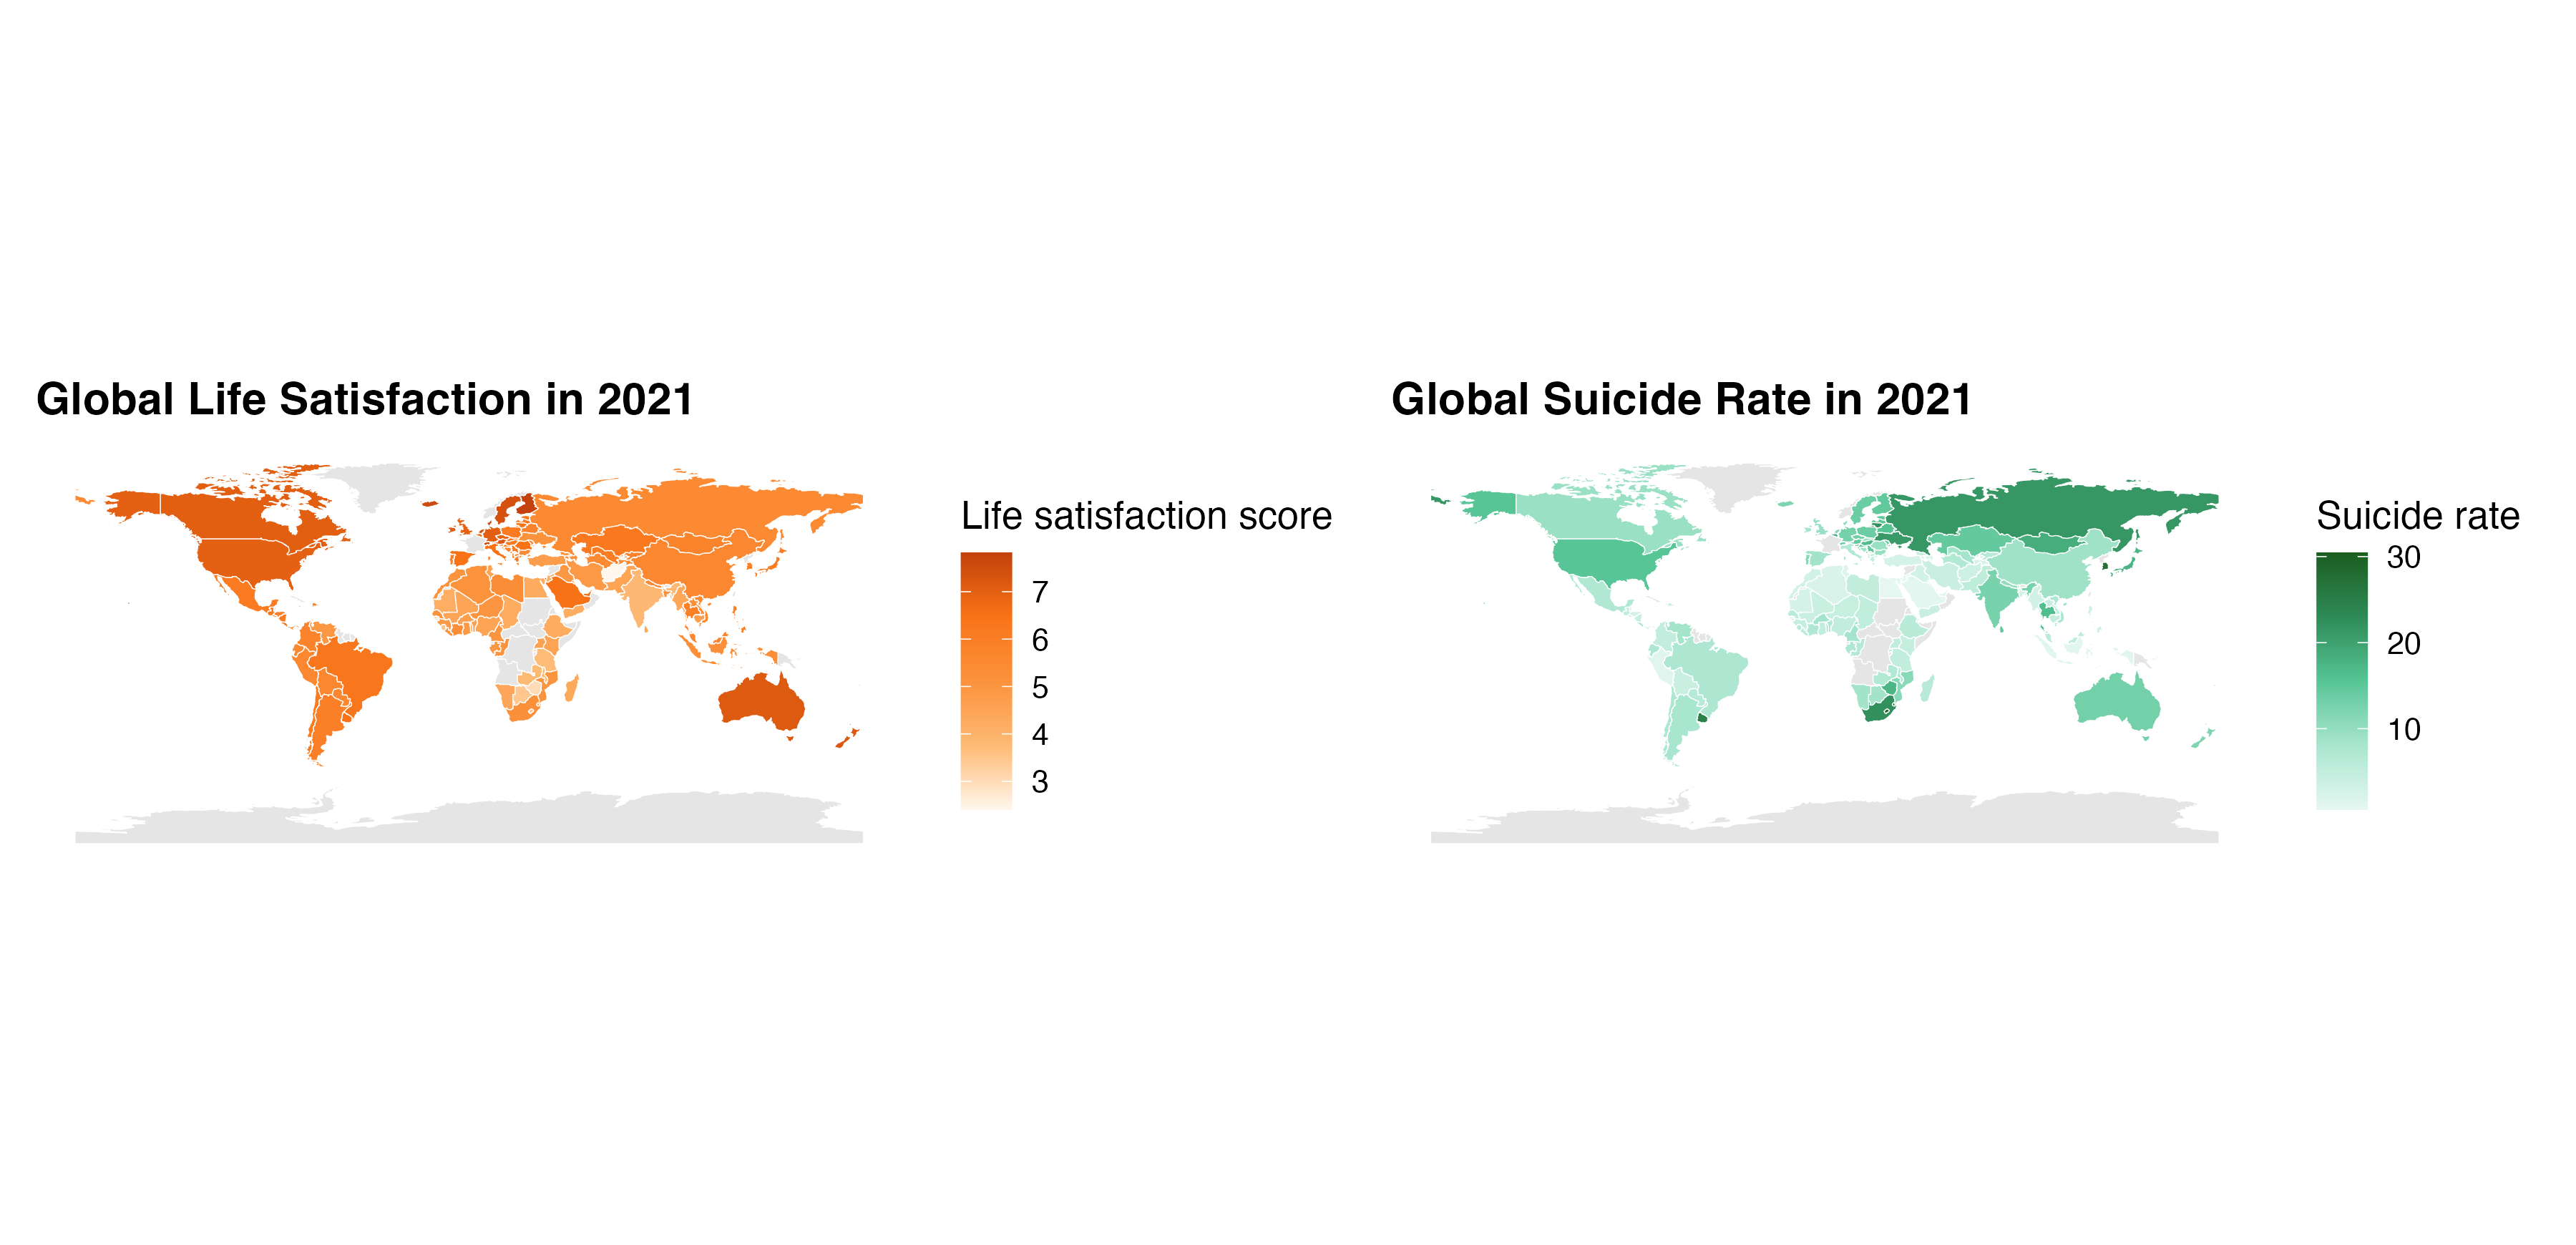 Global Life Satisfaction in 2021
Life satisfaction score
7
6
5
4
3
Global Suicide Rate in 2021
Suicide rate
30
20
10